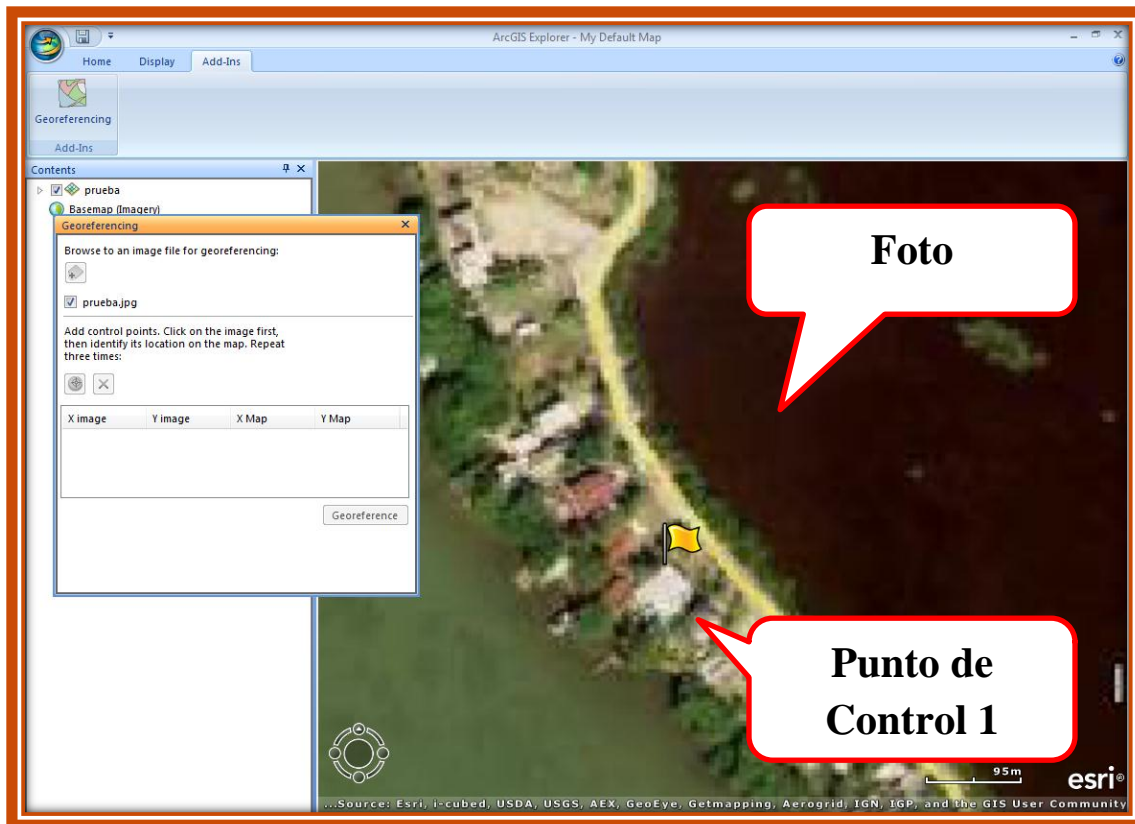 ArcGIS Explorer - My Default Map
Home Display Add-Ins
Georeferencing
Add-Ins
Contents
prueba
Basemap (Imagery)
Georeferencing
Browse to an image file for georeferencing:
prueba.jpg
Add control points. Click on the image first,
then identify its location on the map. Repeat
three times:
X image Y image X Map Y Map
Georeference
Foto
Punto de
Control 1
95m
esri
...Source: Esri, i-cubed, USDA, USGS, AEX, GeoEye, Getmapping, Aerogrid, IGN, IGP, and the GIS User Community